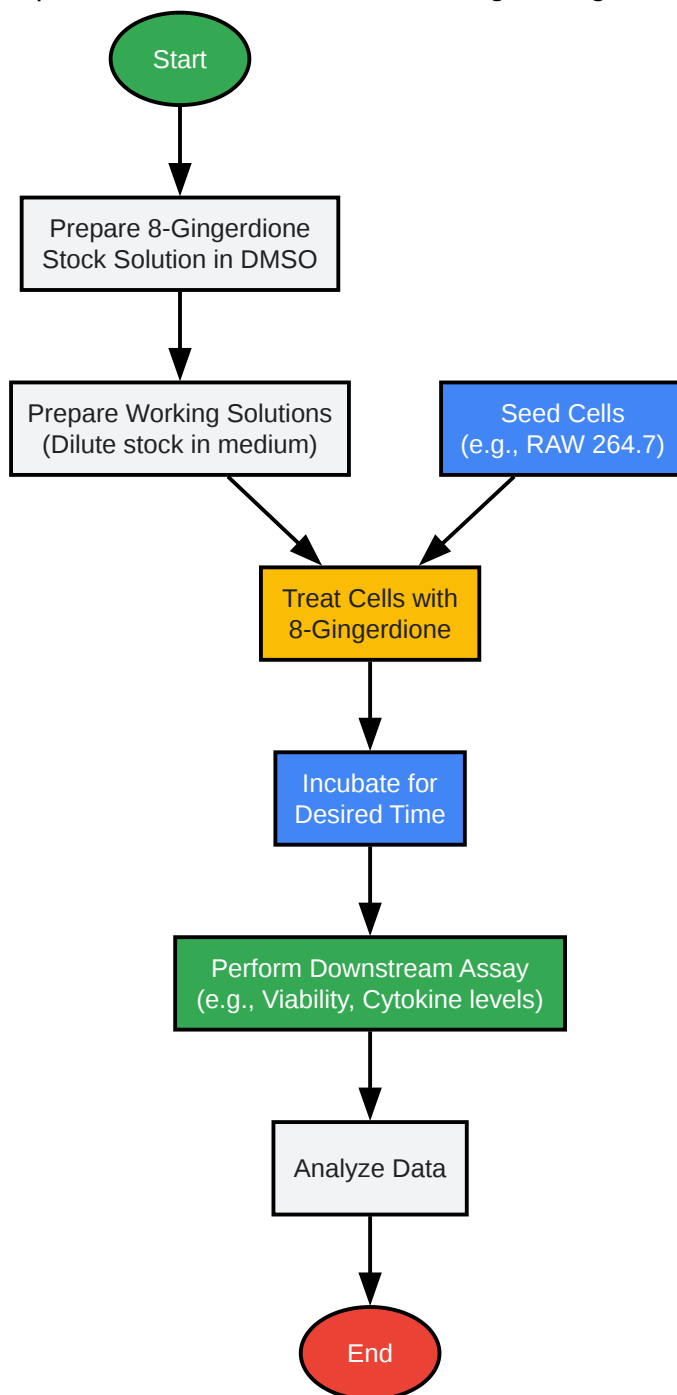 Start
Prepare 8-Gingerdione
Stock Solution in DMSO
Prepare Working Solutions
(Dilute stock in medium)
Seed Cells
(e.g., RAW 264.7)
Treat Cells with
8-Gingerdione
Incubate for
Desired Time
Perform Downstream Assay
(e.g., Viability, Cytokine levels)
Analyze Data
End